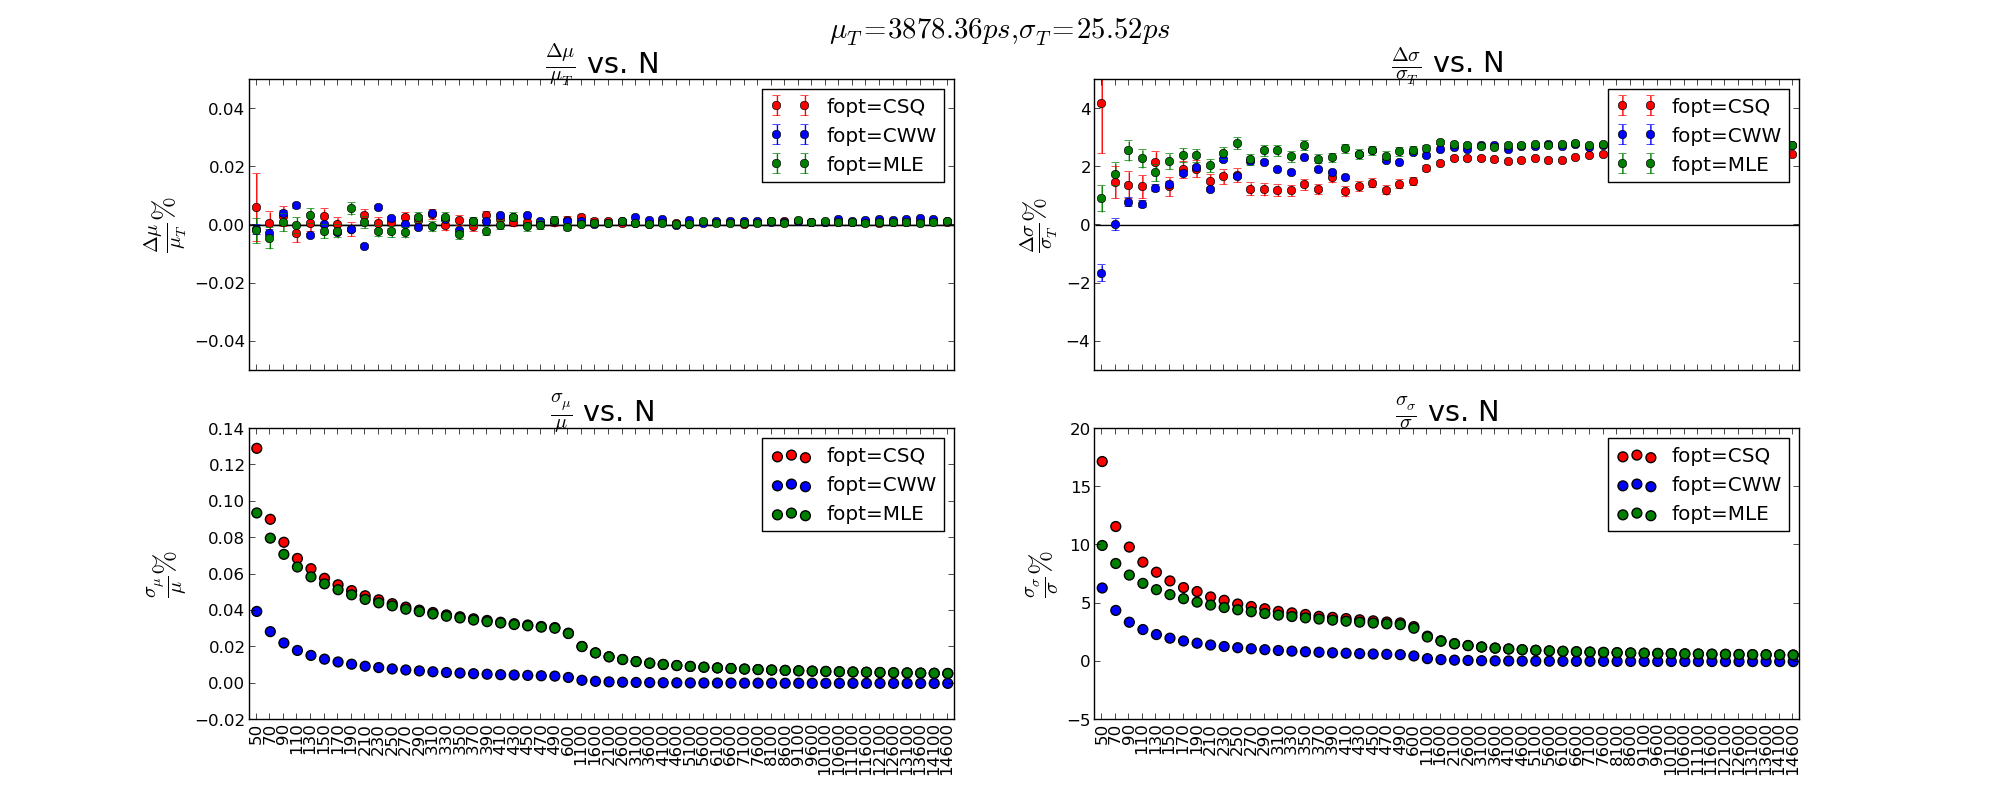 μ_T=3878.36ps,σ_T=25.52ps
Δμ/μ_T vs. N
Δμ/μ_T %
0.04
0.02
0.00
−0.02
−0.04
fopt=CSQ
fopt=CWW
fopt=MLE
Δσ/σ_T vs. N
Δσ/σ_T %
4
2
0
−2
−4
fopt=CSQ
fopt=CWW
fopt=MLE
σ_μ/μ vs. N
σ_μ/μ %
0.14
0.12
0.10
0.08
0.06
0.04
0.02
0.00
−0.02
fopt=CSQ
fopt=CWW
fopt=MLE
50 70 90 110 130 150 170 190 210 230 250 270 290 310 330 350 370 390 410 430 450 470 490 600 1100 1600 2100 2600 3100 3600 4100 4600 5100 5600 6100 6600 7100 7600 8100 8600 9100 9600 10100 10600 11100 11600 12100 12600 13100 13600 14100 14600
σ_σ/σ vs. N
σ_σ/σ %
20
15
10
5
0
−5
fopt=CSQ
fopt=CWW
fopt=MLE
50 70 90 110 130 150 170 190 210 230 250 270 290 310 330 350 370 390 410 430 450 470 490 600 1100 1600 2100 2600 3100 3600 4100 4600 5100 5600 6100 6600 7100 7600 8100 8600 9100 9600 10100 10600 11100 11600 12100 12600 13100 13600 14100 14600